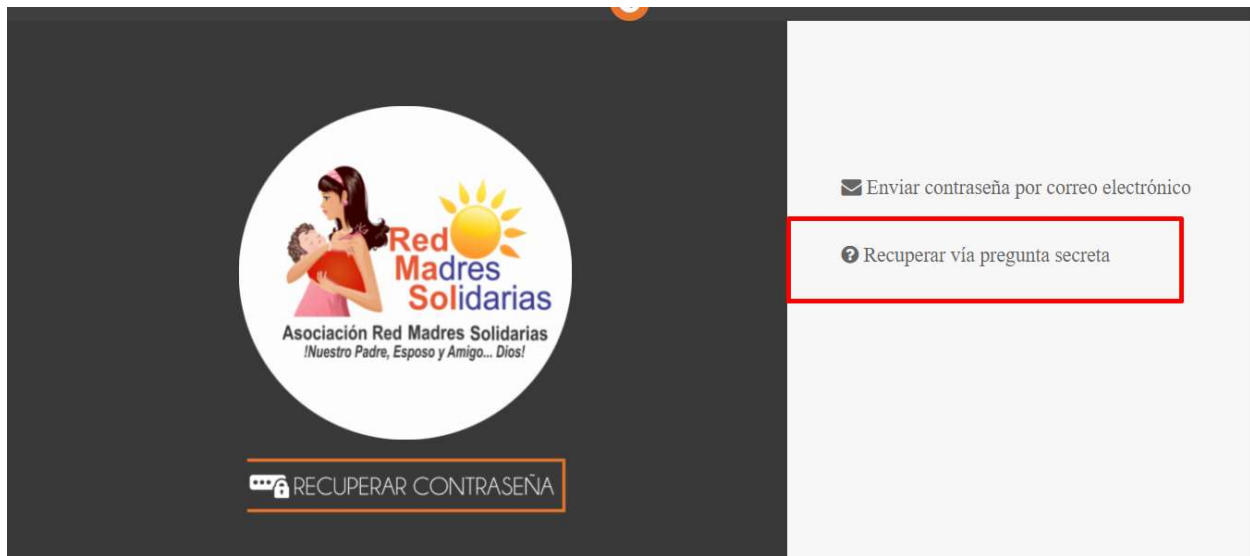 Red
Madres
Solidarias
Asociación Red Madres Solidarias
!Nuestro Padre, Esposo y Amigo... Dios!
RECUPERAR CONTRASEÑA
Enviar contraseña por correo electrónico
Recuperar vía pregunta secreta